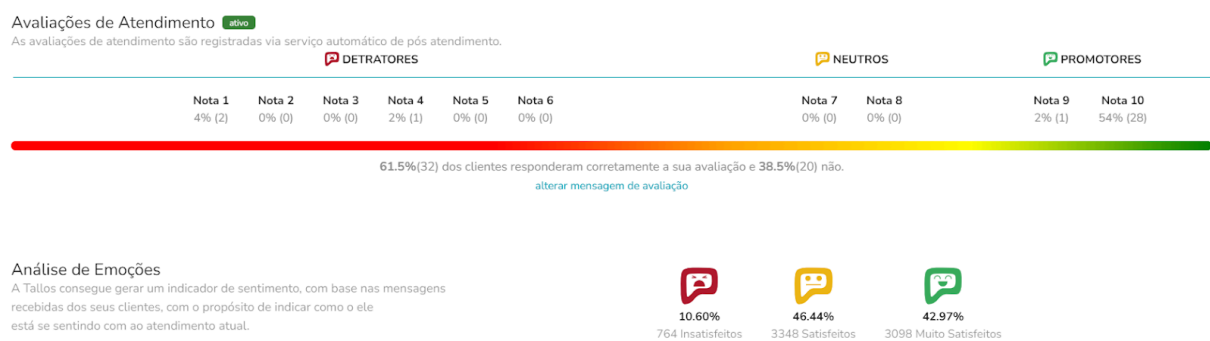 Avaliações de Atendimento ativo
As avaliações de atendimento são registradas via serviço automático de pós atendimento.
DETRATORES NEUTROS PROMOTORES
Nota 1 Nota 2 Nota 3 Nota 4 Nota 5 Nota 6 Nota 7 Nota 8 Nota 9 Nota 10
4% (2) 0% (0) 0% (0) 2% (1) 0% (0) 0% (0) 0% (0) 0% (0) 2% (1) 54% (28)
61.5%(32) dos clientes responderam corretamente a sua avaliação e 38.5%(20) não.
alterar mensagem de avaliação
Análise de Emoções
A Tallos consegue gerar um indicador de sentimento, com base nas mensagens
recebidas dos seus clientes, com o propósito de indicar como o ele
está se sentindo com ao atendimento atual.
10.60% 46.44% 42.97%
764 Insatisfeitos 3348 Satisfeitos 3098 Muito Satisfeitos